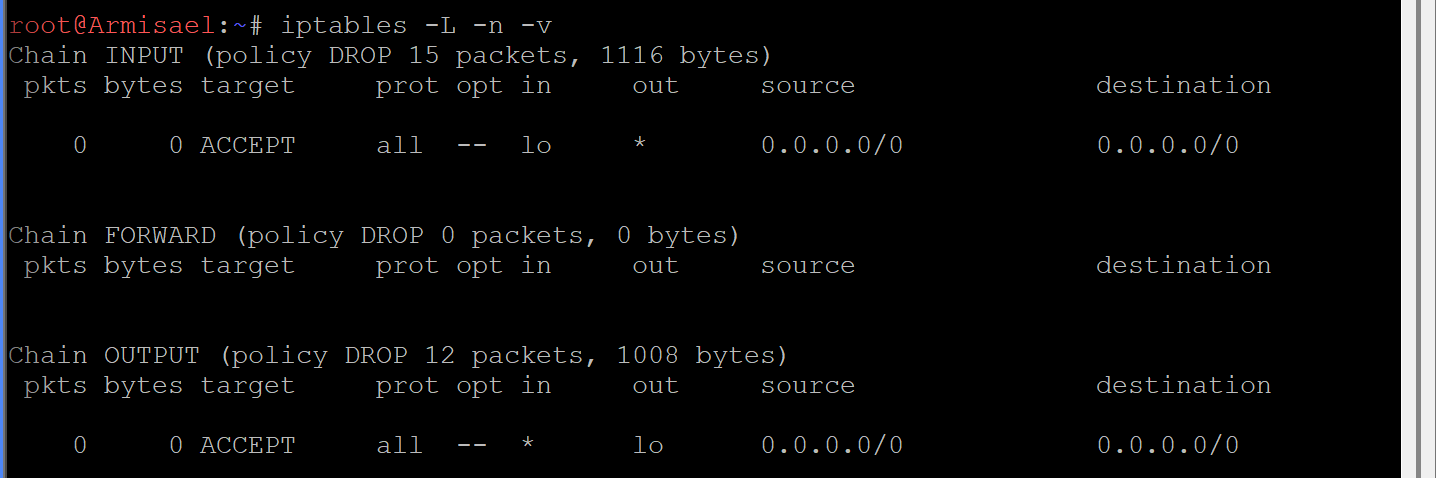 root@Armisael:~# iptables -L -n -v
Chain INPUT (policy DROP 15 packets, 1116 bytes)
 pkts bytes target     prot opt in     out     source               destination
    0     0 ACCEPT     all  --  lo     *       0.0.0.0/0            0.0.0.0/0
Chain FORWARD (policy DROP 0 packets, 0 bytes)
 pkts bytes target     prot opt in     out     source               destination
Chain OUTPUT (policy DROP 12 packets, 1008 bytes)
 pkts bytes target     prot opt in     out     source               destination
    0     0 ACCEPT     all  --  *      lo      0.0.0.0/0            0.0.0.0/0